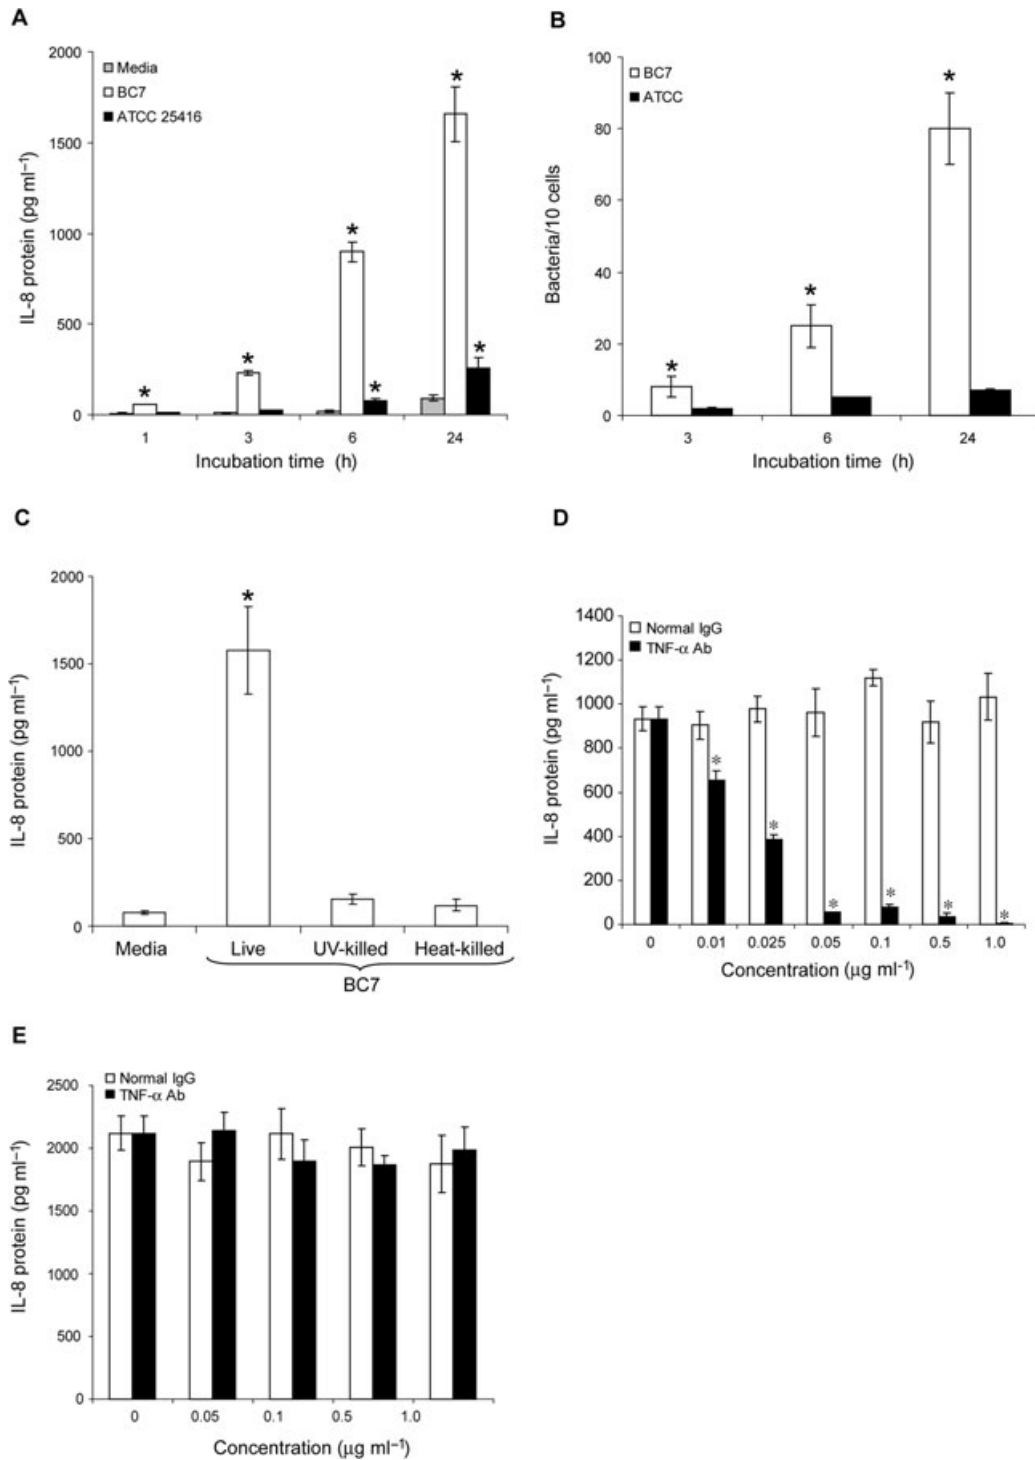 A
2000
1500
1000
500
0
IL-8 protein (pg ml⁻¹)
Media
BC7
ATCC 25416
*
*
*
*
*
*
1 3 6 24
Incubation time (h)
B
100
80
60
40
20
0
Bacteria/10 cells
BC7
ATCC
*
*
*
3 6 24
Incubation time (h)
C
2000
1500
1000
500
0
IL-8 protein (pg ml⁻¹)
*
Media Live UV-killed Heat-killed
BC7
D
1400
1200
1000
800
600
400
200
0
IL-8 protein (pg ml⁻¹)
Normal IgG
TNF-α Ab
*
*
*
*
*
*
0 0.01 0.025 0.05 0.1 0.5 1.0
Concentration (μg ml⁻¹)
E
2500
2000
1500
1000
500
0
IL-8 protein (pg ml⁻¹)
Normal IgG
TNF-α Ab
0 0.05 0.1 0.5 1.0
Concentration (μg ml⁻¹)